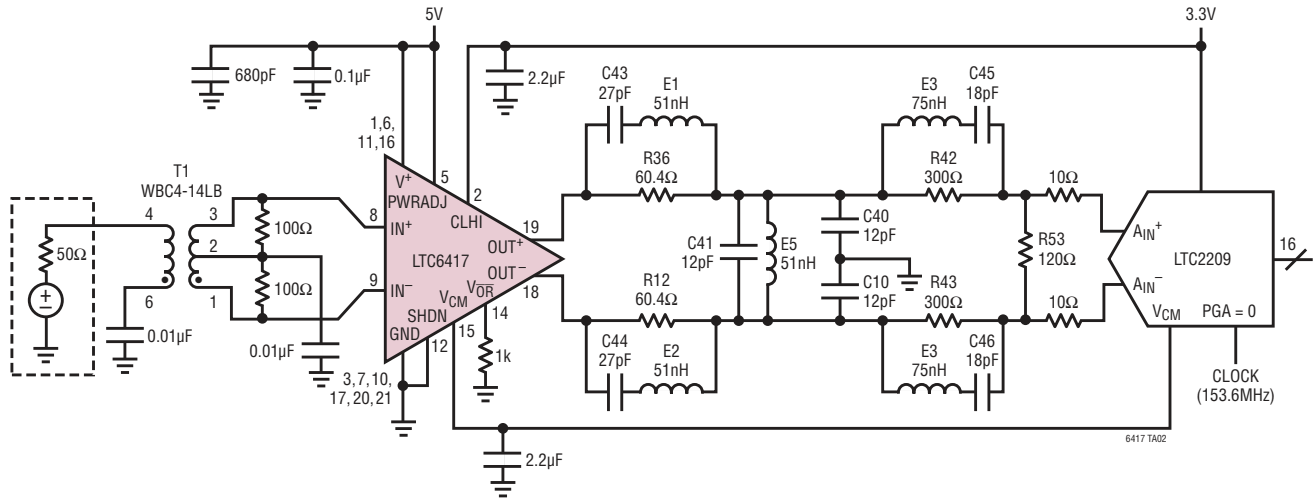 5V
3.3V
680pF
0.1µF
2.2µF
C43
27pF
E1
51nH
E3
75nH
C45
18pF
1,6,
11,16
T1
WBC4-14LB
R36
60.4Ω
R42
300Ω
10Ω
V+
5
PWRADJ
2
CLHI
4
3
8
IN+
100Ω
19
OUT+
50Ω
2
LTC6417
C41
12pF
E5
51nH
C40
12pF
R53
120Ω
AIN+
LTC2209
16
100Ω
OUT−
18
C10
12pF
AIN−
6
1
9
IN−
VCM
VOR
14
R12
60.4Ω
R43
300Ω
10Ω
VCM
PGA = 0
SHDN
15
GND
12
1k
0.01µF
0.01µF
3,7,10,
17,20,21
C44
27pF
E2
51nH
E3
75nH
C46
18pF
CLOCK
(153.6MHz)
6417 TA02
2.2µF